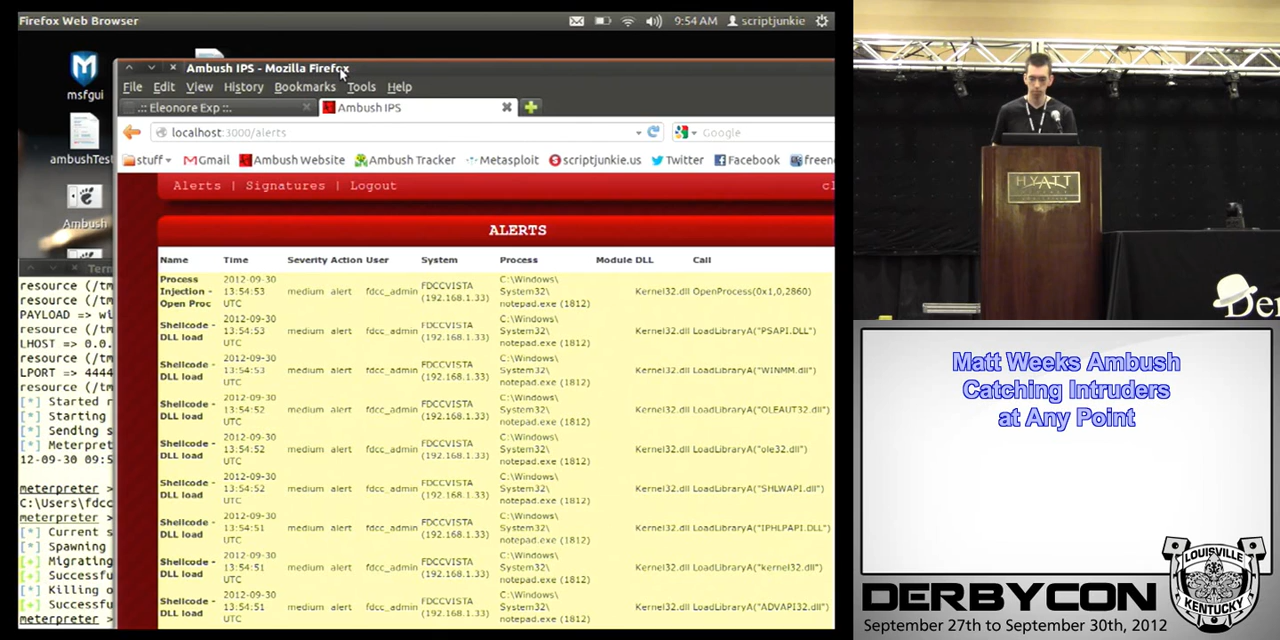 Firefox Web Browser
9:54 AM scriptjunkie
msfgui
ambushTes
Ambush
Ambush IPS - Mozilla Firefox
File Edit View History Bookmarks Tools Help
.:: Eleonore Exp ::.
Ambush IPS
localhost:3000/alerts
Google
stuff
Gmail
Ambush Website
Ambush Tracker
Metasploit
scriptjunkie.us
Twitter
Facebook
freen
Alerts | Signatures | Logout
cl
ALERTS
Name Time Severity Action User System Process Module DLL Call
Process 2012-09-30 C:\Windows\
Injection - 13:54:53 medium alert fdcc_admin FDCCVISTA System32\ Kernel32.dll OpenProcess(0x1,0,2860)
Open Proc UTC (192.168.1.33) notepad.exe (1812)
2012-09-30 C:\Windows\
Shellcode - 13:54:53 medium alert fdcc_admin FDCCVISTA System32\ Kernel32.dll LoadLibraryA("PSAPI.DLL")
DLL load UTC (192.168.1.33) notepad.exe (1812)
2012-09-30 C:\Windows\
Shellcode - 13:54:53 medium alert fdcc_admin FDCCVISTA System32\ Kernel32.dll LoadLibraryA("WINMM.dll")
DLL load UTC (192.168.1.33) notepad.exe (1812)
2012-09-30 C:\Windows\
Shellcode - 13:54:52 medium alert fdcc_admin FDCCVISTA System32\ Kernel32.dll LoadLibraryA("OLEAUT32.dll")
DLL load UTC (192.168.1.33) notepad.exe (1812)
2012-09-30 C:\Windows\
Shellcode - 13:54:52 medium alert fdcc_admin FDCCVISTA System32\ Kernel32.dll LoadLibraryA("ole32.dll")
DLL load UTC (192.168.1.33) notepad.exe (1812)
2012-09-30 C:\Windows\
Shellcode - 13:54:52 medium alert fdcc_admin FDCCVISTA System32\ Kernel32.dll LoadLibraryA("SHLWAPI.dll")
DLL load UTC (192.168.1.33) notepad.exe (1812)
2012-09-30 C:\Windows\
Shellcode - 13:54:51 medium alert fdcc_admin FDCCVISTA System32\ Kernel32.dll LoadLibraryA("IPHLPAPI.DLL")
DLL load UTC (192.168.1.33) notepad.exe (1812)
2012-09-30 C:\Windows\
Shellcode - 13:54:51 medium alert fdcc_admin FDCCVISTA System32\ Kernel32.dll LoadLibraryA("kernel32.dll")
DLL load UTC (192.168.1.33) notepad.exe (1812)
2012-09-30 C:\Windows\
Shellcode - 13:54:51 medium alert fdcc_admin FDCCVISTA System32\ Kernel32.dll LoadLibraryA("ADVAPI32.dll")
DLL load UTC (192.168.1.33) notepad.exe (1812)
Term
resource (/tm
PAYLOAD => wi
resource (/tm
LHOST => 0.0.
resource (/tm
LPORT => 4444
resource (/tm
[*] Started r
[*] Starting
[*] Sending s
[*] Meterpret
12-09-30 09:5
meterpreter >
C:\Users\fdcc
meterpreter >
[*] Current s
[*] Spawning
[+] Migrating
[+] Successfu
[*] Killing o
[+] Successfu
meterpreter >
HYATT
De
Matt Weeks Ambush
Catching Intruders
at Any Point
DERBYCON
September 27th to September 30th, 2012
LOUISVILLE
KENTUCKY